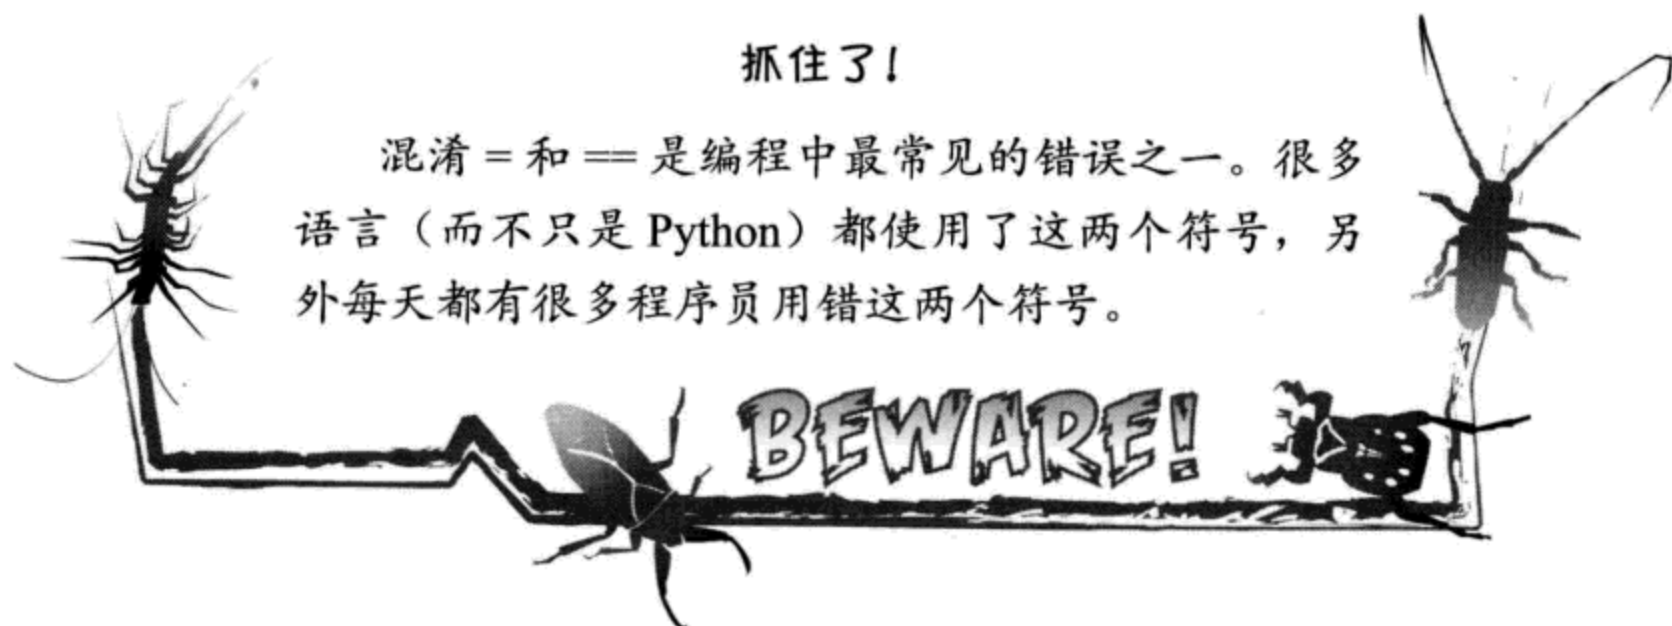 抓住了!
混淆 = 和 == 是编程中最常见的错误之一。很多
语言（而不只是 Python）都使用了这两个符号，另
外每天都有很多程序员用错这两个符号。
BEWARE!